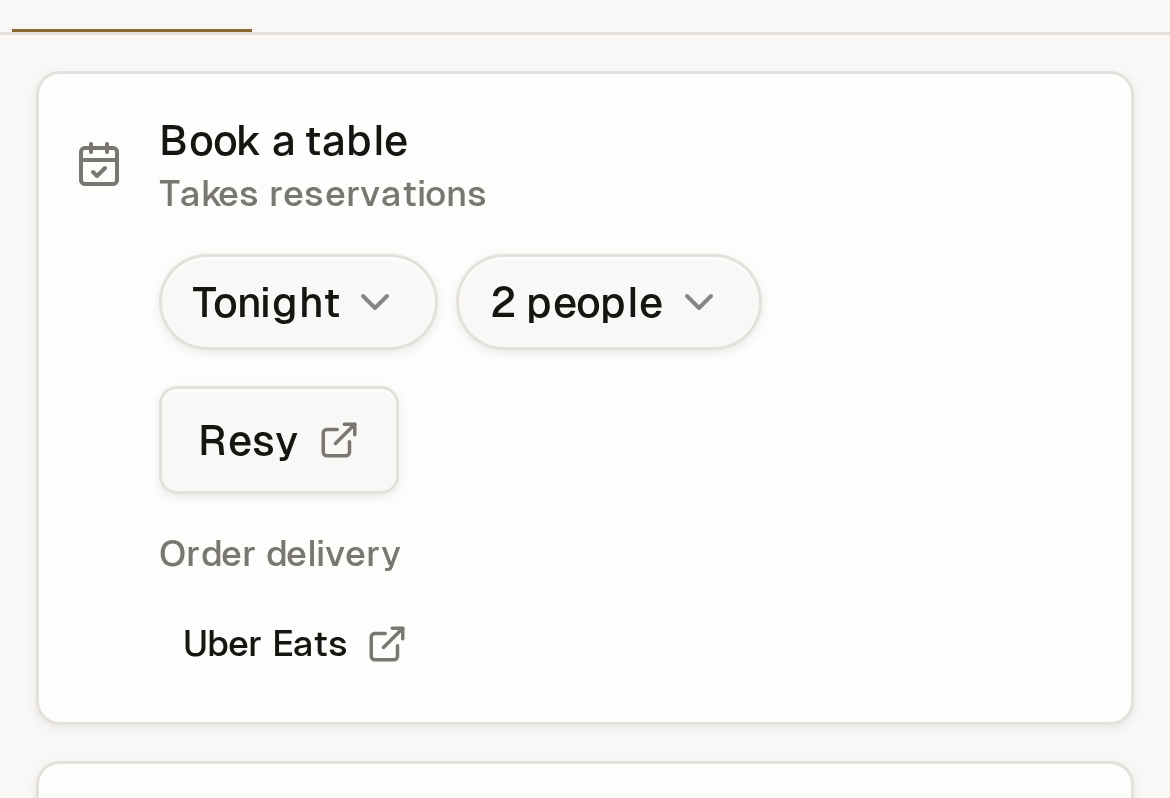 Book a table
Takes reservations
Tonight 2 people
Resy
Order delivery
Uber Eats